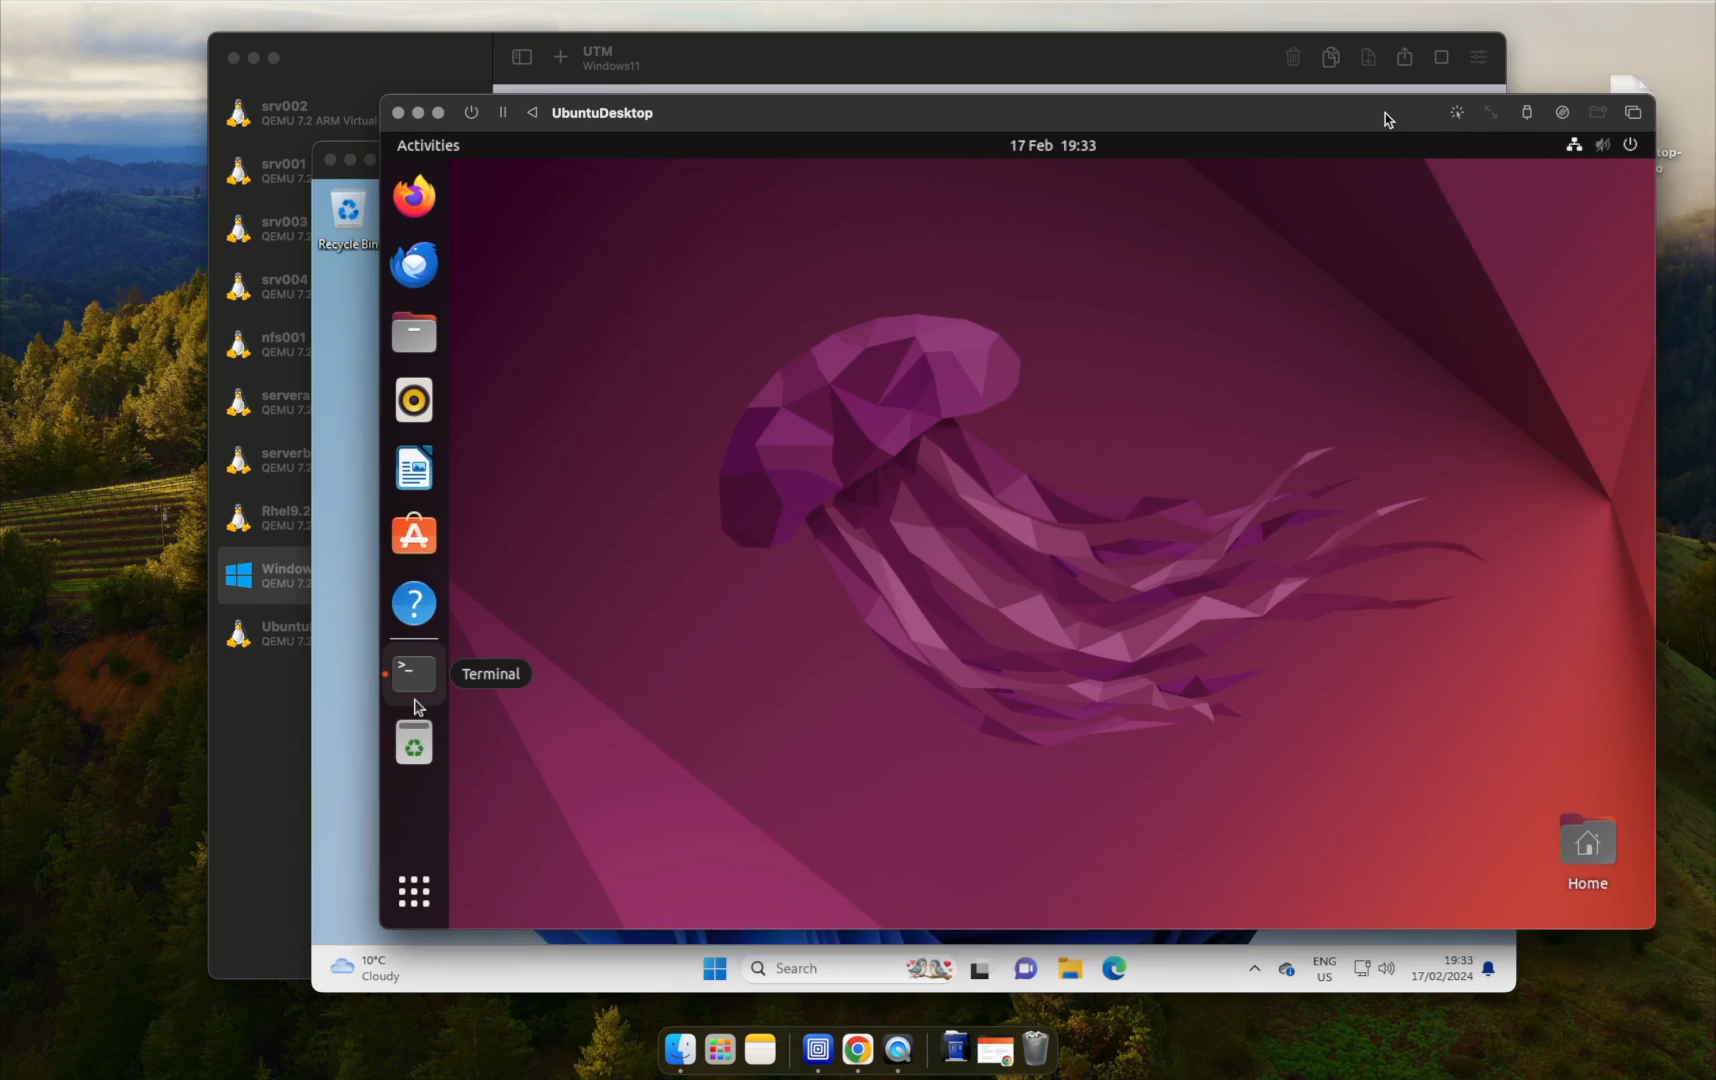 UTM
Windows11
srv002
QEMU 7.2 ARM Virtual
srv001
QEMU 7.2
srv003
QEMU 7.2
srv004
QEMU 7.2
nfs001
QEMU 7.2
servera
QEMU 7.2
serverb
QEMU 7.2
Rhel9.2
QEMU 7.2
Window
QEMU 7.2
Ubuntu
QEMU 7.2
UbuntuDesktop
Activities
17 Feb 19:33
Recycle Bin
top-
o
Terminal
>_
Home
10°C
Cloudy
Search
ENG
US
19:33
17/02/2024